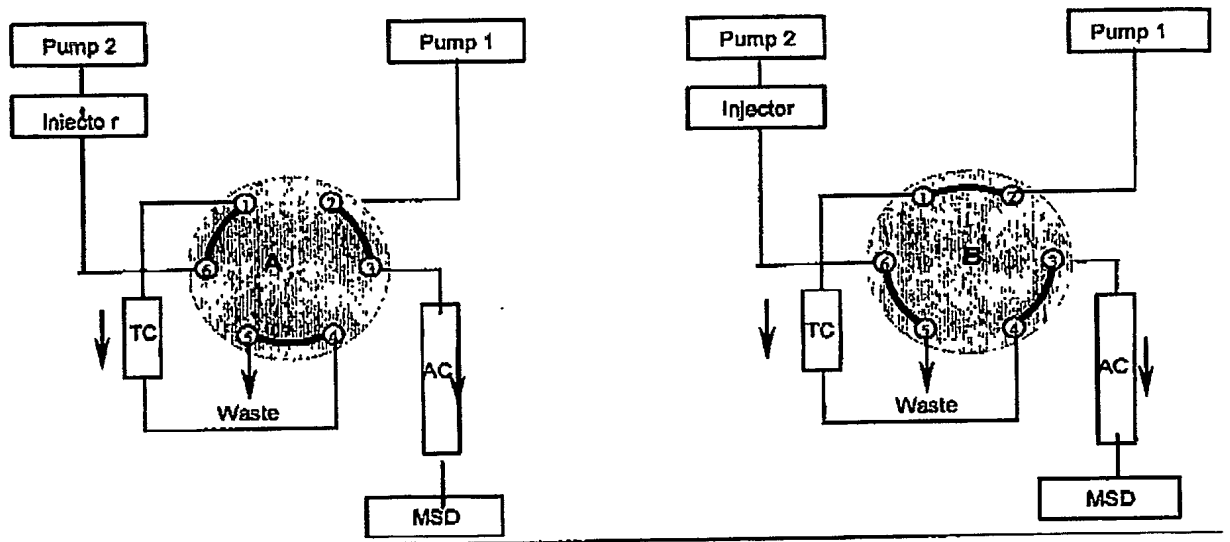 Pump 2
Pump 1
Iniecto r
1
2
A
6
3
TC
5
4
Waste
AC
MSD
Pump 2
Pump 1
Injector
1
2
B
6
3
TC
5
4
Waste
AC
MSD